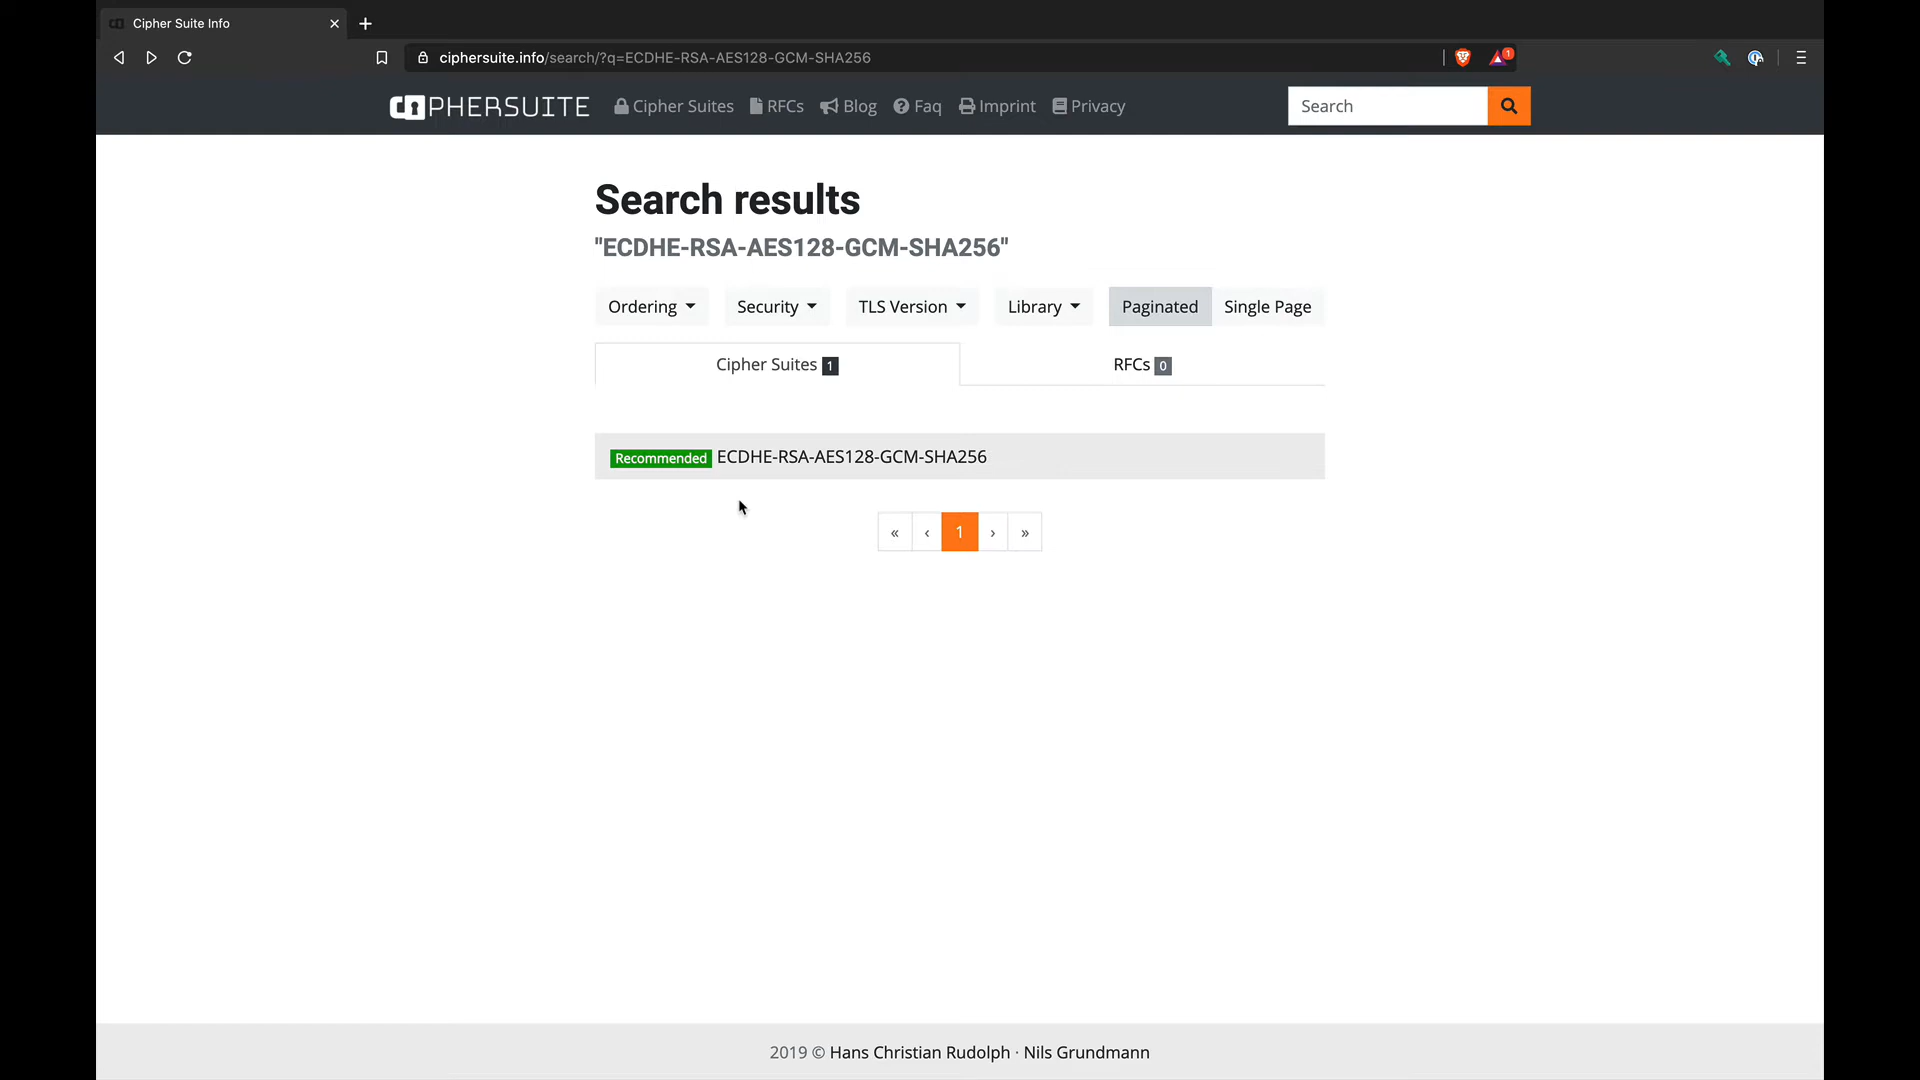 Cipher Suite Info
ciphersuite.info/search/?q=ECDHE-RSA-AES128-GCM-SHA256
1
PHERSUITE Cipher Suites RFCs Blog Faq Imprint Privacy Search
Search results
"ECDHE-RSA-AES128-GCM-SHA256"
Ordering Security TLS Version Library Paginated Single Page
Cipher Suites 1 RFCs 0
Recommended ECDHE-RSA-AES128-GCM-SHA256
« ‹ 1 › »
2019 © Hans Christian Rudolph · Nils Grundmann